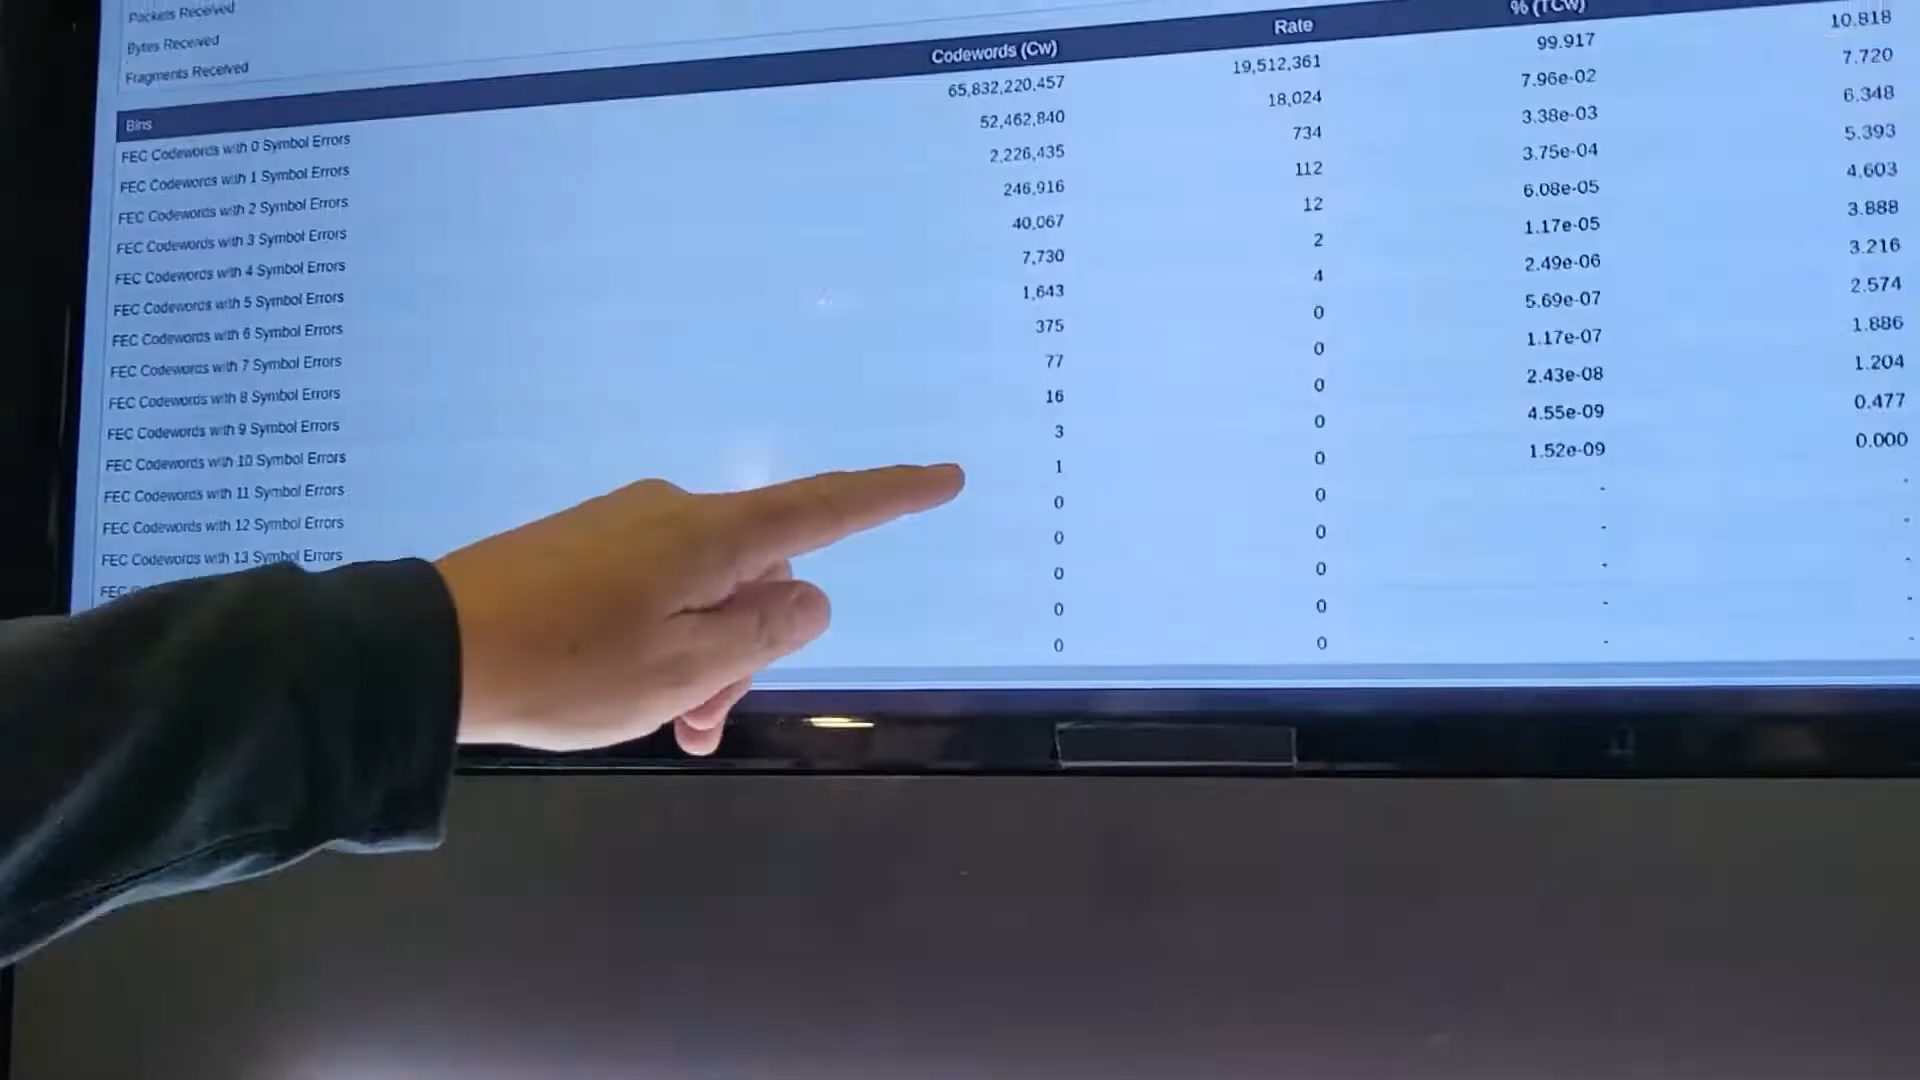 Packets Received
Bytes Received
Fragments Received
Bins Codewords (Cw) Rate % (TCw)
FEC Codewords with 0 Symbol Errors 65,832,220,457 19,512,361 99.917 10.818
FEC Codewords with 1 Symbol Errors 52,462,840 18,024 7.96e-02 7.720
FEC Codewords with 2 Symbol Errors 2,226,435 734 3.38e-03 6.348
FEC Codewords with 3 Symbol Errors 246,916 112 3.75e-04 5.393
FEC Codewords with 4 Symbol Errors 40,067 12 6.08e-05 4.603
FEC Codewords with 5 Symbol Errors 7,730 2 1.17e-05 3.888
FEC Codewords with 6 Symbol Errors 1,643 4 2.49e-06 3.216
FEC Codewords with 7 Symbol Errors 375 0 5.69e-07 2.574
FEC Codewords with 8 Symbol Errors 77 0 1.17e-07 1.886
FEC Codewords with 9 Symbol Errors 16 0 2.43e-08 1.204
FEC Codewords with 10 Symbol Errors 3 0 4.55e-09 0.477
FEC Codewords with 11 Symbol Errors 1 0 1.52e-09 0.000
FEC Codewords with 12 Symbol Errors 0 0 - -
FEC Codewords with 13 Symbol Errors 0 0 - -
FEC 0 0 - -
0 0 - -
0 0 - -